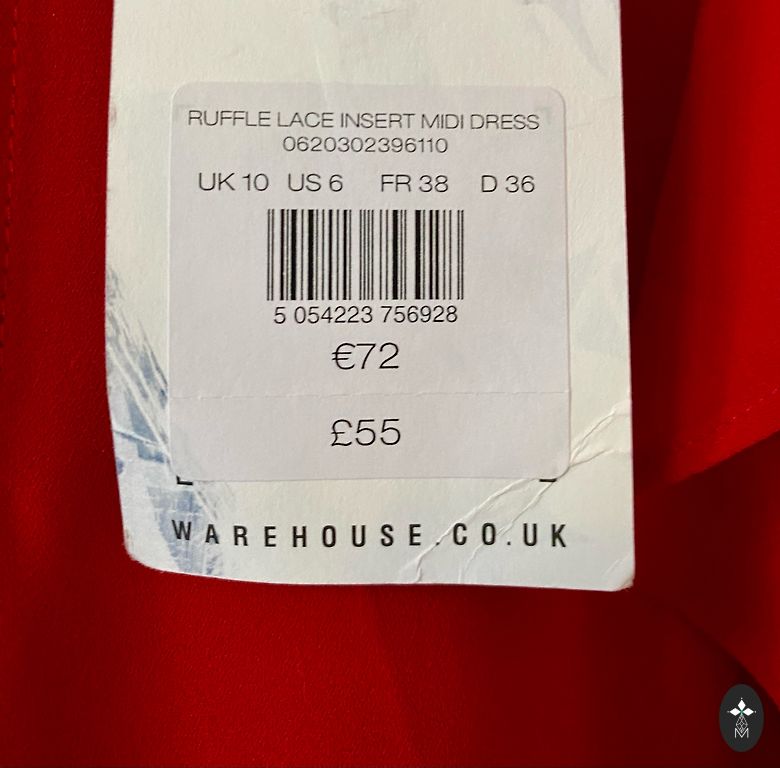 RUFFLE LACE INSERT MIDI DRESS
0620302396110
UK 10 US 6 FR 38 D 36
5 054223 756928
€72
£55
WAREHOUSE.CO.UK
M